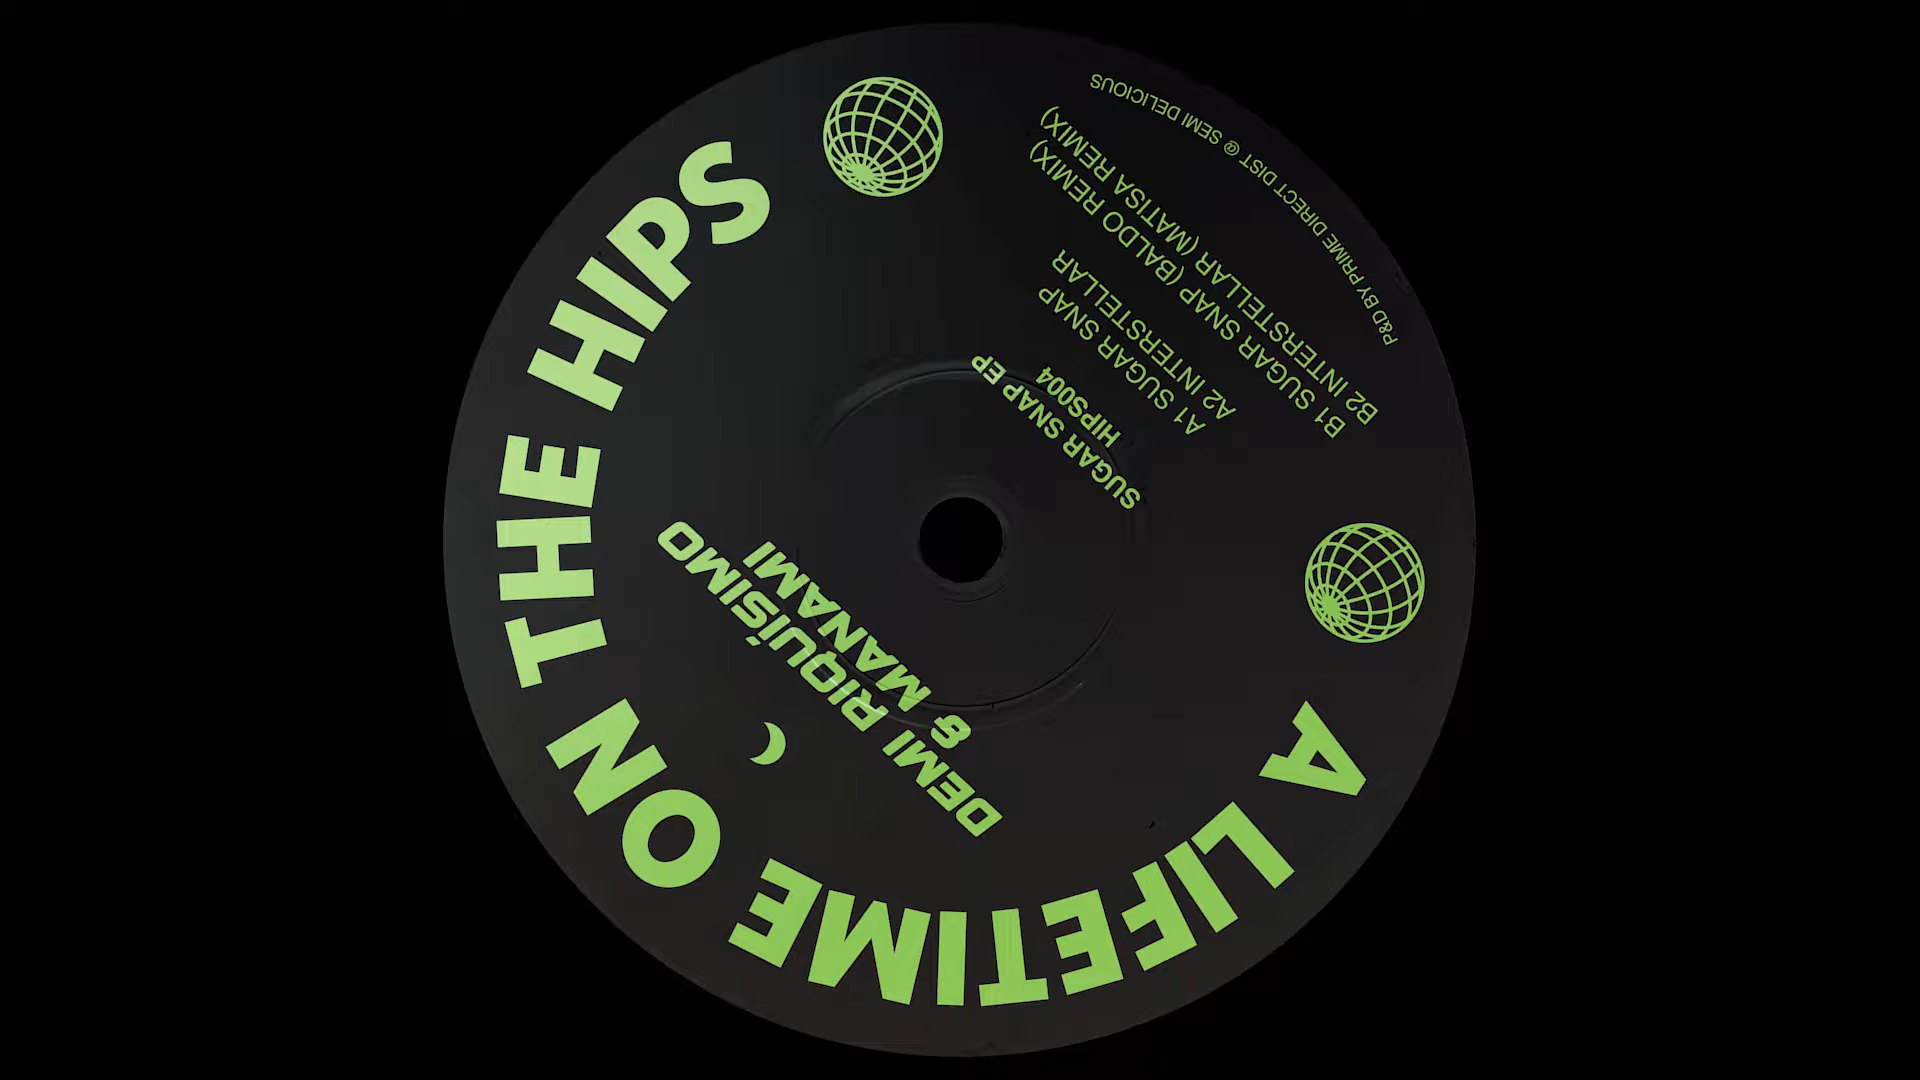 A LIFETIME ON THE HIPS
DEMI RIQUÍSIMO
& MANAMI
SUGAR SNAP EP
HIPS004
A1 SUGAR SNAP
A2 INTERSTELLAR
B1 SUGAR SNAP (BALDO REMIX)
B2 INTERSTELLAR (MATISA REMIX)
P&D BY PRIME DIRECT DIST @ SEMI DELICIOUS